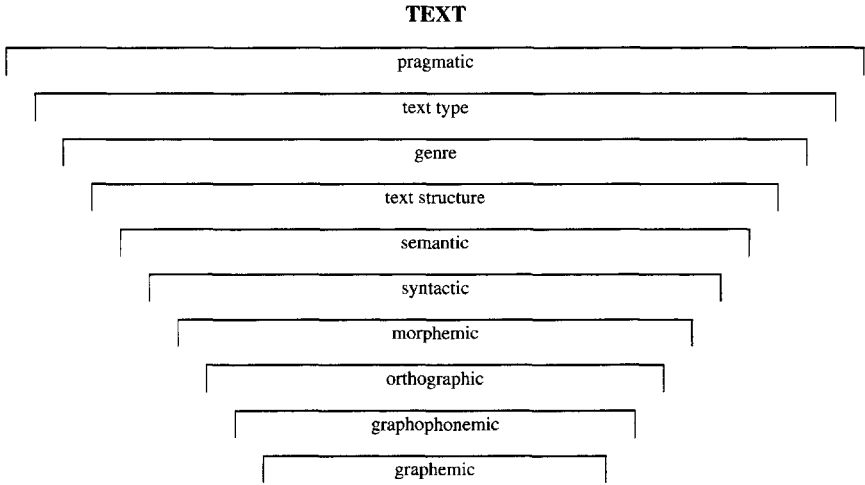 TEXT
pragmatic
text type
genre
text structure
semantic
syntactic
morphemic
orthographic
graphophonemic
graphemic